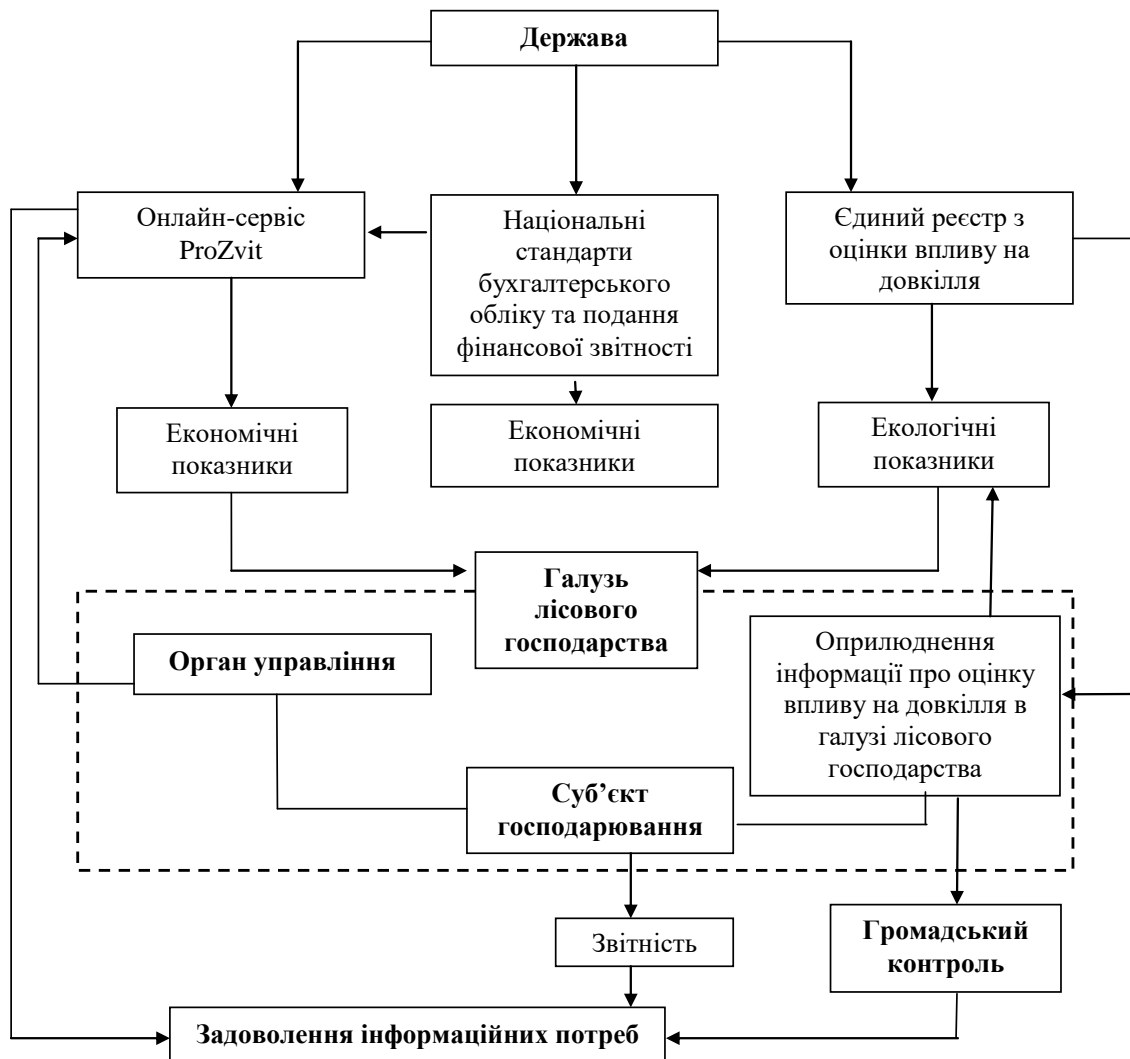 Держава
Онлайн-сервіс
ProZvit
Національні
стандарти
бухгалтерського
обліку та подання
фінансової звітності
Єдиний реєстр з
оцінки впливу на
довкілля
Економічні
показники
Економічні
показники
Екологічні
показники
Галузь
лісового
господарства
Орган управління
Оприлюднення
інформації про оцінку
впливу на довкілля в
галузі лісового
господарства
Суб’єкт
господарювання
Звітність
Громадський
контроль
Задоволення інформаційних потреб